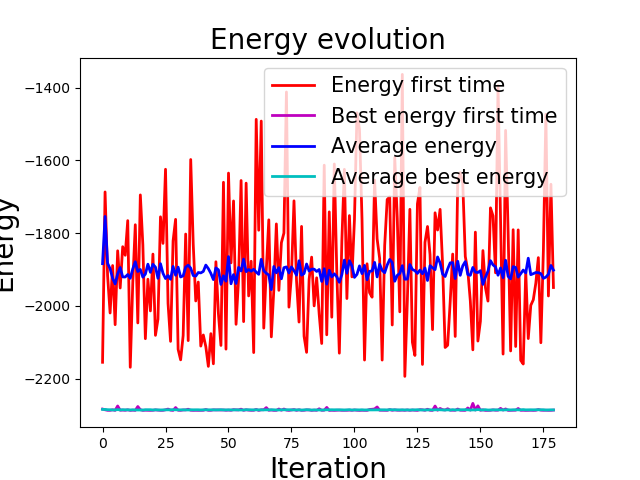 Energy evolution
Energy
−1400
−1600
−1800
−2000
−2200
Energy first time
Best energy first time
Average energy
Average best energy
0 25 50 75 100 125 150 175
Iteration